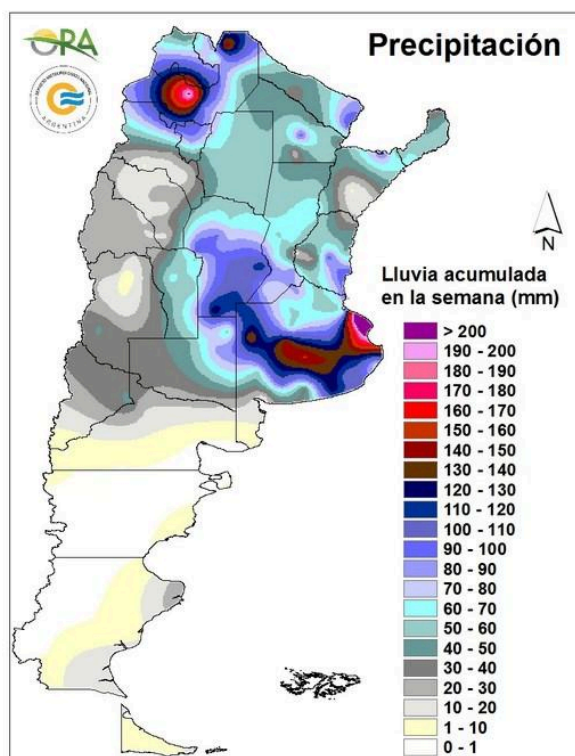 ORA
Precipitación
ARGENTINA
N
Lluvia acumulada
en la semana (mm)
> 200
190 - 200
180 - 190
170 - 180
160 - 170
150 - 160
140 - 150
130 - 140
120 - 130
110 - 120
100 - 110
90 - 100
80 - 90
70 - 80
60 - 70
50 - 60
40 - 50
30 - 40
20 - 30
10 - 20
1 - 10
0 - 1